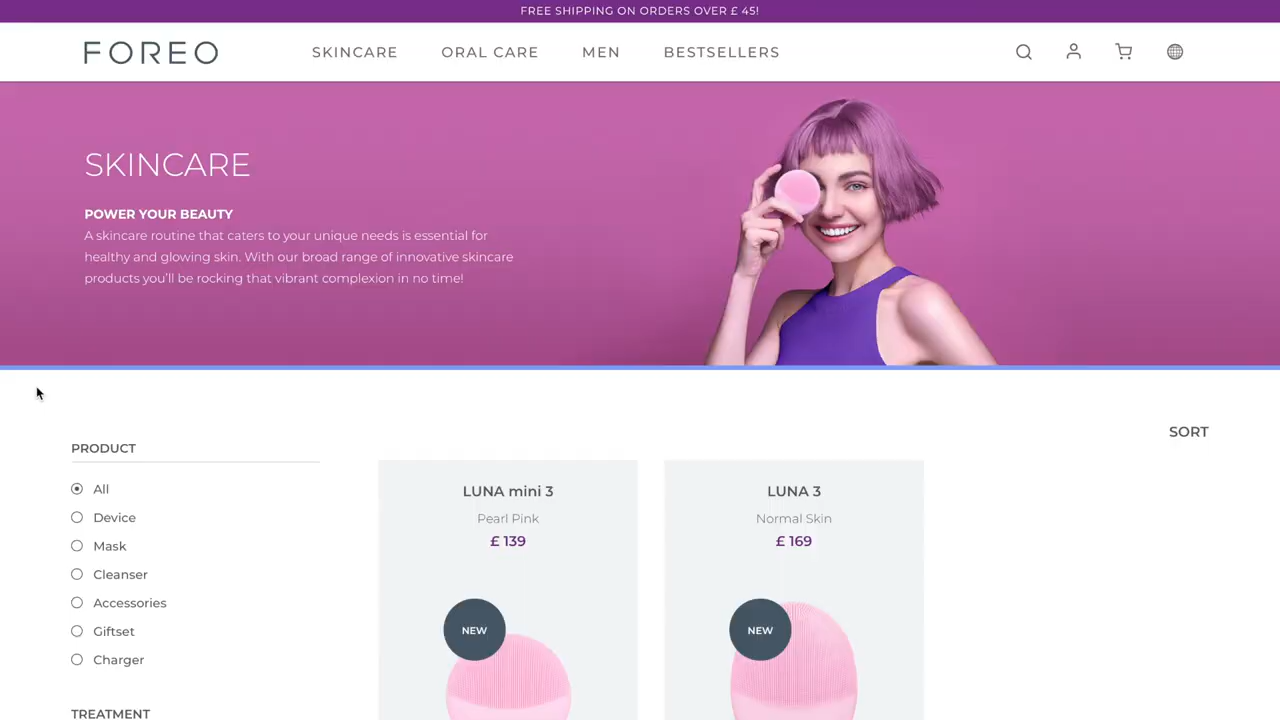 FREE SHIPPING ON ORDERS OVER £ 45!
FOREO
SKINCARE
ORAL CARE
MEN
BESTSELLERS
SKINCARE
POWER YOUR BEAUTY
A skincare routine that caters to your unique needs is essential for
healthy and glowing skin. With our broad range of innovative skincare
products you'll be rocking that vibrant complexion in no time!
SORT
PRODUCT
All
Device
Mask
Cleanser
Accessories
Giftset
Charger
TREATMENT
LUNA mini 3
Pearl Pink
£ 139
NEW
LUNA 3
Normal Skin
£ 169
NEW